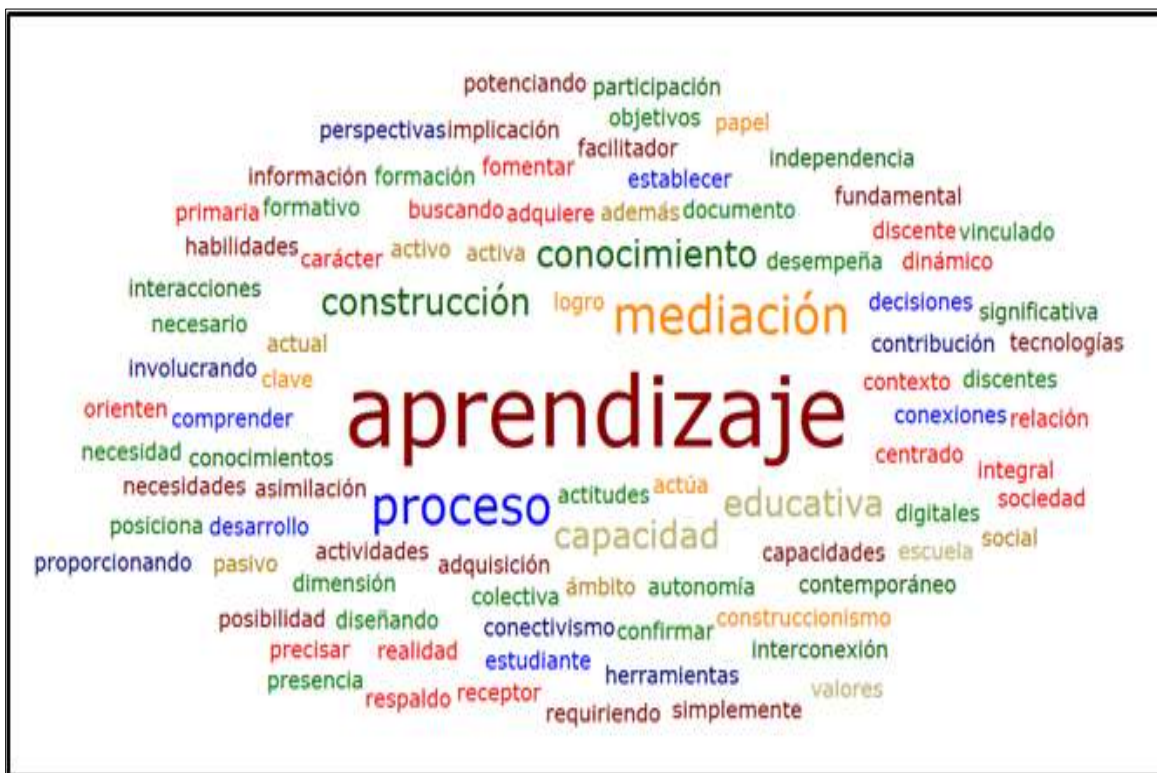 potenciando participación
objetivos papel
perspectivas implicación
facilitador
independencia
información formación fomentar establecer
fundamental
primaria formativo buscando adquiere además documento
discente vinculado
habilidades carácter activo activa conocimiento desempeña dinámico
interacciones construcción logro mediación decisiones significativa
necesario
actual contribución tecnologías
involucrando clave aprendizaje contexto discentes
orienten comprender conexiones relación
necesidad conocimientos centrado integral
necesidades asimilación proceso actitudes actúa educativa sociedad
posiciona desarrollo capacidad digitales social
proporcionando pasivo actividades adquisición capacidades escuela
dimensión colectiva ámbito autonomía contemporáneo
posibilidad diseñando conectivismo confirmar construccionismo
precisar realidad estudiante interconexión
presencia respaldo receptor herramientas valores
requiriendo simplemente